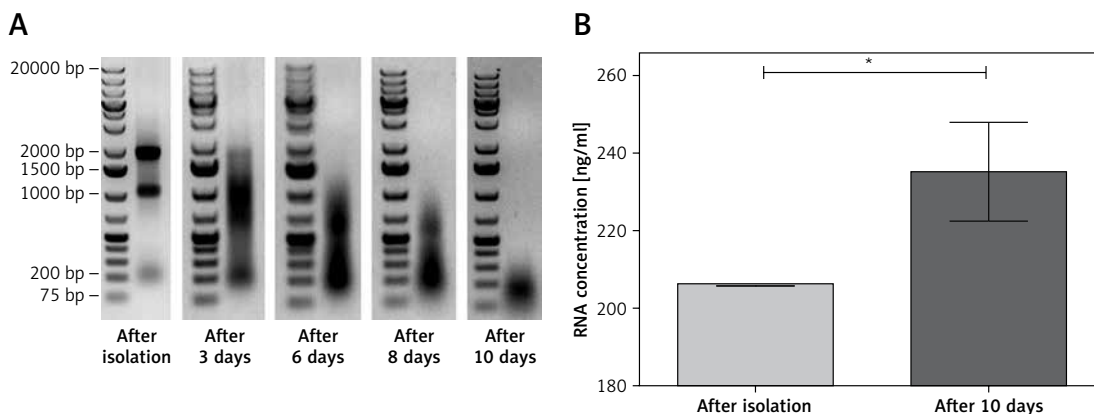 A
20000 bp
2000 bp
1500 bp
1000 bp
200 bp
75 bp
After
isolation
After
3 days
After
6 days
After
8 days
After
10 days
B
*
RNA concentration [ng/ml]
260
240
220
200
180
After isolation
After 10 days